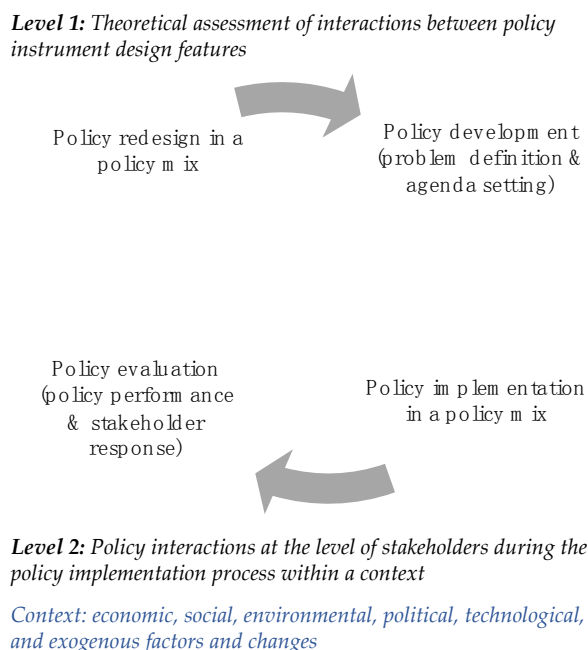 Level 1: Theoretical assessment of interactions between policy
instrument design features
Policy redesign in a
policy mix
Policy development
(problem definition &
agenda setting)
Policy evaluation
(policy performance
& stakeholder
response)
Policy implementation
in a policy mix
Level 2: Policy interactions at the level of stakeholders during the
policy implementation process within a context
Context: economic, social, environmental, political, technological,
and exogenous factors and changes